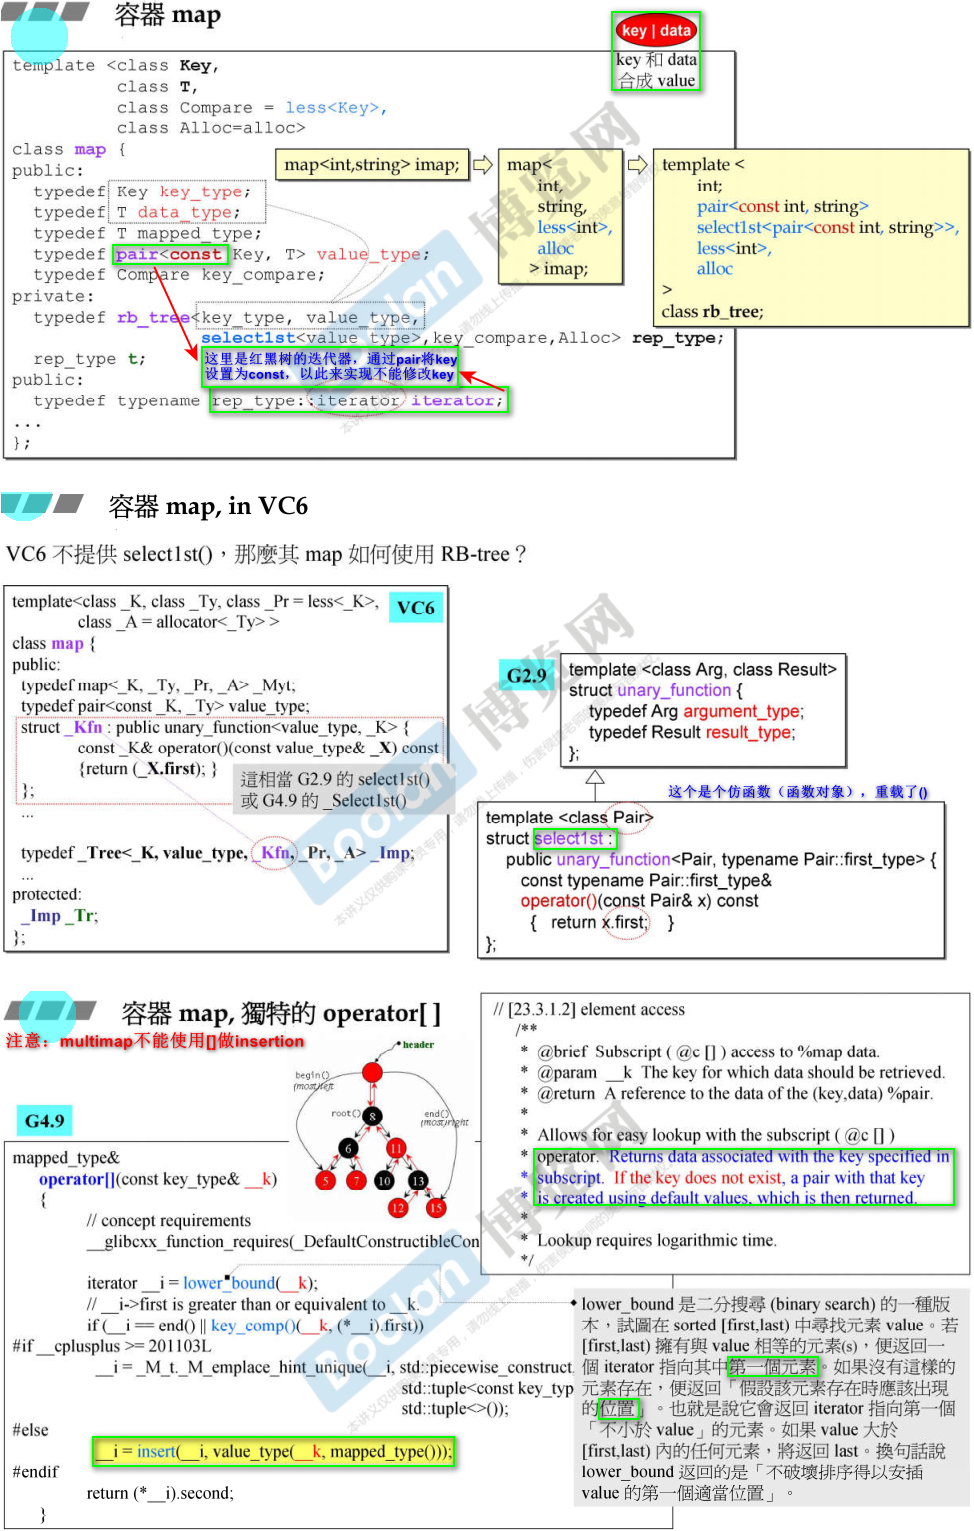 容器 map
key | data
key 和 data
合成 value
template <class Key,
class T,
class Compare = less<Key>,
class Alloc=alloc>
class map {
public:
typedef Key key_type;
typedef T data_type;
typedef T mapped_type;
typedef pair<const Key, T> value_type;
typedef Compare key_compare;
private:
typedef rb_tree<key_type, value_type,
select1st<value_type>,key_compare,Alloc> rep_type;
rep_type t;
public:
typedef typename rep_type::iterator iterator;
...
};
这里是红黑树的迭代器，通过pair将key
设置为const，以此来实现不能修改key
map<int,string> imap;
map<
int,
string,
less<int>,
alloc
> imap;
template <
int;
pair<const int, string>
select1st<pair<const int, string>>,
less<int>,
alloc
>
class rb_tree;
博览网
Boolan
容器 map, in VC6
VC6 不提供 select1st()，那麼其 map 如何使用 RB-tree？
VC6
template<class _K, class _Ty, class _Pr = less<_K>,
class _A = allocator<_Ty> >
class map {
public:
typedef map<_K, _Ty, _Pr, _A> _Myt;
typedef pair<const _K, _Ty> value_type;
struct _Kfn : public unary_function<value_type, _K> {
const _K& operator()(const value_type& _X) const
{return (_X.first); }
};
這相當 G2.9 的 select1st()
或 G4.9 的 _Select1st()
...
typedef _Tree<_K, value_type, _Kfn, _Pr, _A> _Imp;
...
protected:
_Imp _Tr;
};
G2.9
template <class Arg, class Result>
struct unary_function {
typedef Arg argument_type;
typedef Result result_type;
};
这个是个仿函数（函数对象），重载了()
template <class Pair>
struct select1st :
public unary_function<Pair, typename Pair::first_type> {
const typename Pair::first_type&
operator()(const Pair& x) const
{ return x.first; }
};
博览网
Boolan
容器 map, 獨特的 operator[ ]
注意：multimap不能使用[]做insertion
header
begin()
(most)left
root()
end()
(most)right
8
6
11
5
7
10
13
12
15
G4.9
mapped_type&
operator[](const key_type& __k)
{
// concept requirements
__glibcxx_function_requires(_DefaultConstructibleCon
iterator __i = lower_bound(__k);
// __i->first is greater than or equivalent to __k.
if (__i == end() || key_comp()(__k, (*__i).first))
#if __cplusplus >= 201103L
__i = _M_t._M_emplace_hint_unique(__i, std::piecewise_construct,
std::tuple<const key_typ
std::tuple<>());
#else
__i = insert(__i, value_type(__k, mapped_type()));
#endif
return (*__i).second;
}
// [23.3.1.2] element access
/**
* @brief Subscript ( @c [] ) access to %map data.
* @param __k The key for which data should be retrieved.
* @return A reference to the data of the (key,data) %pair.
*
* Allows for easy lookup with the subscript ( @c [] )
* operator. Returns data associated with the key specified in
* subscript. If the key does not exist, a pair with that key
* is created using default values, which is then returned.
*
* Lookup requires logarithmic time.
*/
lower_bound 是二分搜尋 (binary search) 的一種版
本，試圖在 sorted [first,last) 中尋找元素 value。若
[first,last) 擁有與 value 相等的元素(s)，便返回一
個 iterator 指向其中第一個元素。如果沒有這樣的
元素存在，便返回「假設該元素存在時應該出現
的位置」。也就是說它會返回 iterator 指向第一個
「不小於 value」的元素。如果 value 大於
[first,last) 內的任何元素，將返回 last。換句話說
lower_bound 返回的是「不破壞排序得以安插
value 的第一個適當位置」。
博览网
Boolan